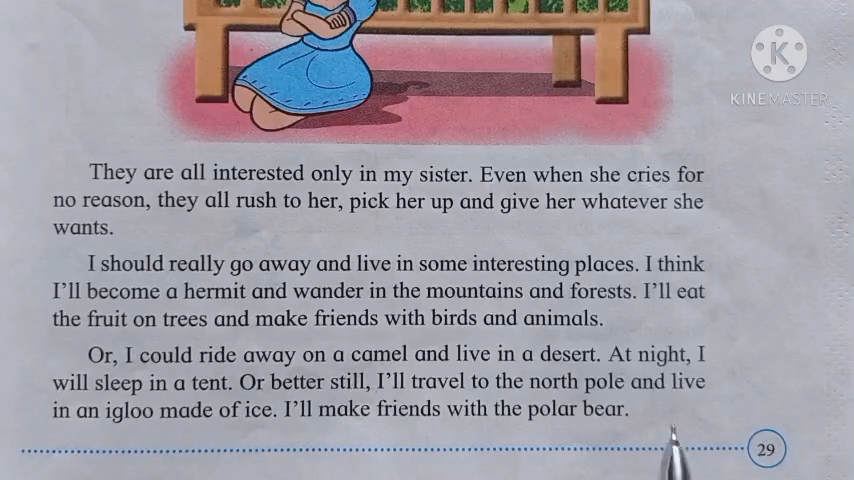 K
KINEMASTER
They are all interested only in my sister. Even when she cries for
no reason, they all rush to her, pick her up and give her whatever she
wants.
I should really go away and live in some interesting places. I think
I'll become a hermit and wander in the mountains and forests. I'll eat
the fruit on trees and make friends with birds and animals.
Or, I could ride away on a camel and live in a desert. At night, I
will sleep in a tent. Or better still, I'll travel to the north pole and live
in an igloo made of ice. I'll make friends with the polar bear.
29